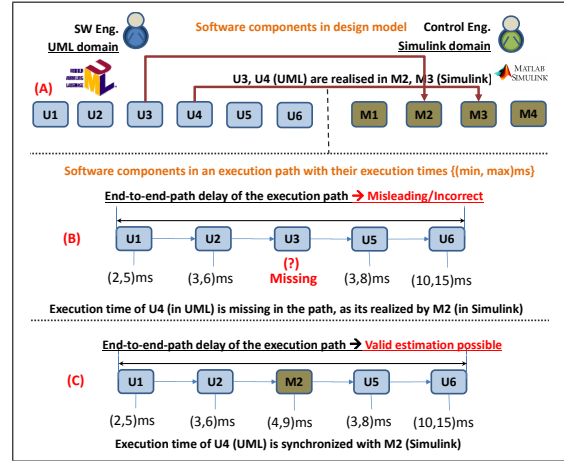 SW Eng.
UML domain
Software components in design model
Control Eng.
Simulink domain
UML
MATLAB
SIMULINK
U3, U4 (UML) are realised in M2, M3 (Simulink)
(A)
U1 U2 U3 U4 U5 U6 M1 M2 M3 M4
Software components in an execution path with their execution times {(min, max)ms}
End-to-end-path delay of the execution path → Misleading/Incorrect
(B)
U1 U2 U3 U5 U6
(?)
(2,5)ms (3,6)ms Missing (3,8)ms (10,15)ms
Execution time of U4 (in UML) is missing in the path, as its realized by M2 (in Simulink)
End-to-end-path delay of the execution path → Valid estimation possible
(C)
U1 U2 M2 U5 U6
(2,5)ms (3,6)ms (4,9)ms (3,8)ms (10,15)ms
Execution time of U4 (UML) is synchronized with M2 (Simulink)